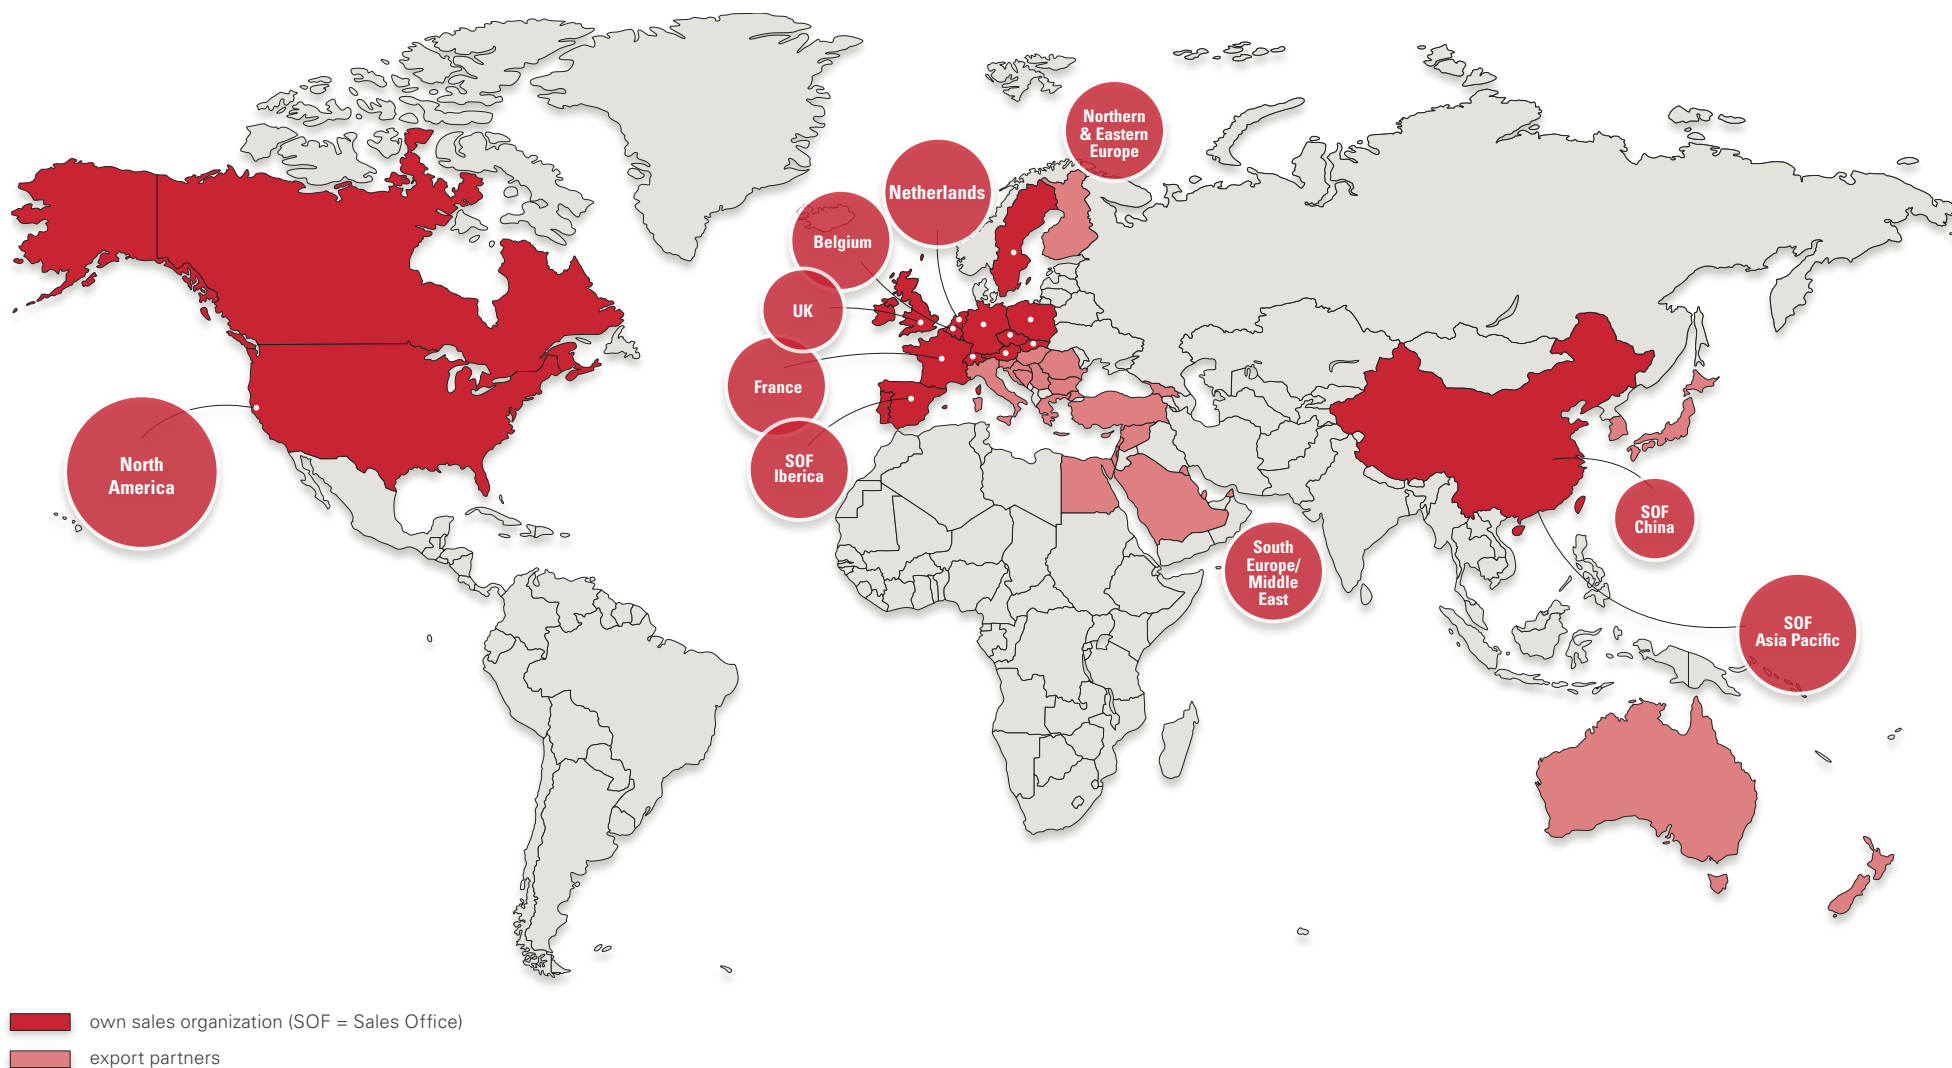 Northern
& Eastern
Europe
Netherlands
Belgium
UK
France
SOF
Iberica
North
America
SOF
China
South
Europe/
Middle
East
SOF
Asia Pacific
own sales organization (SOF = Sales Office)
export partners